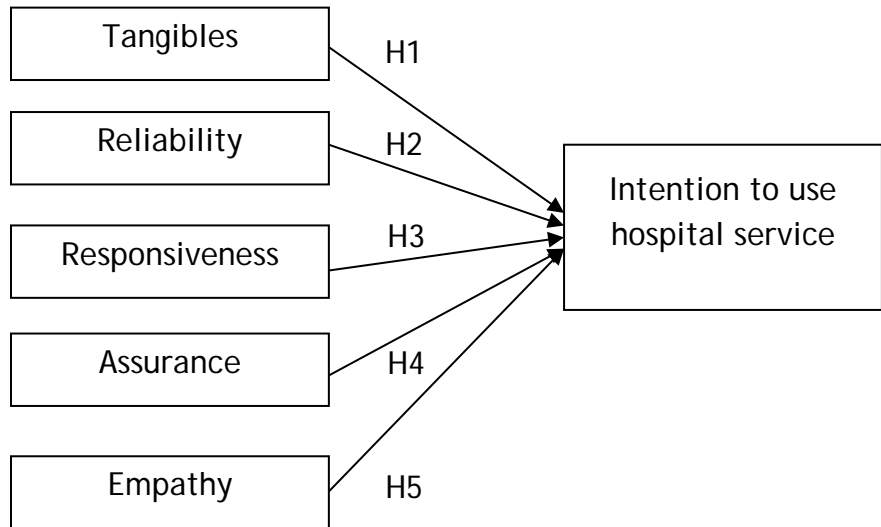 Tangibles
H1
Reliability
H2
Intention to use
hospital service
Responsiveness
H3
Assurance
H4
Empathy
H5